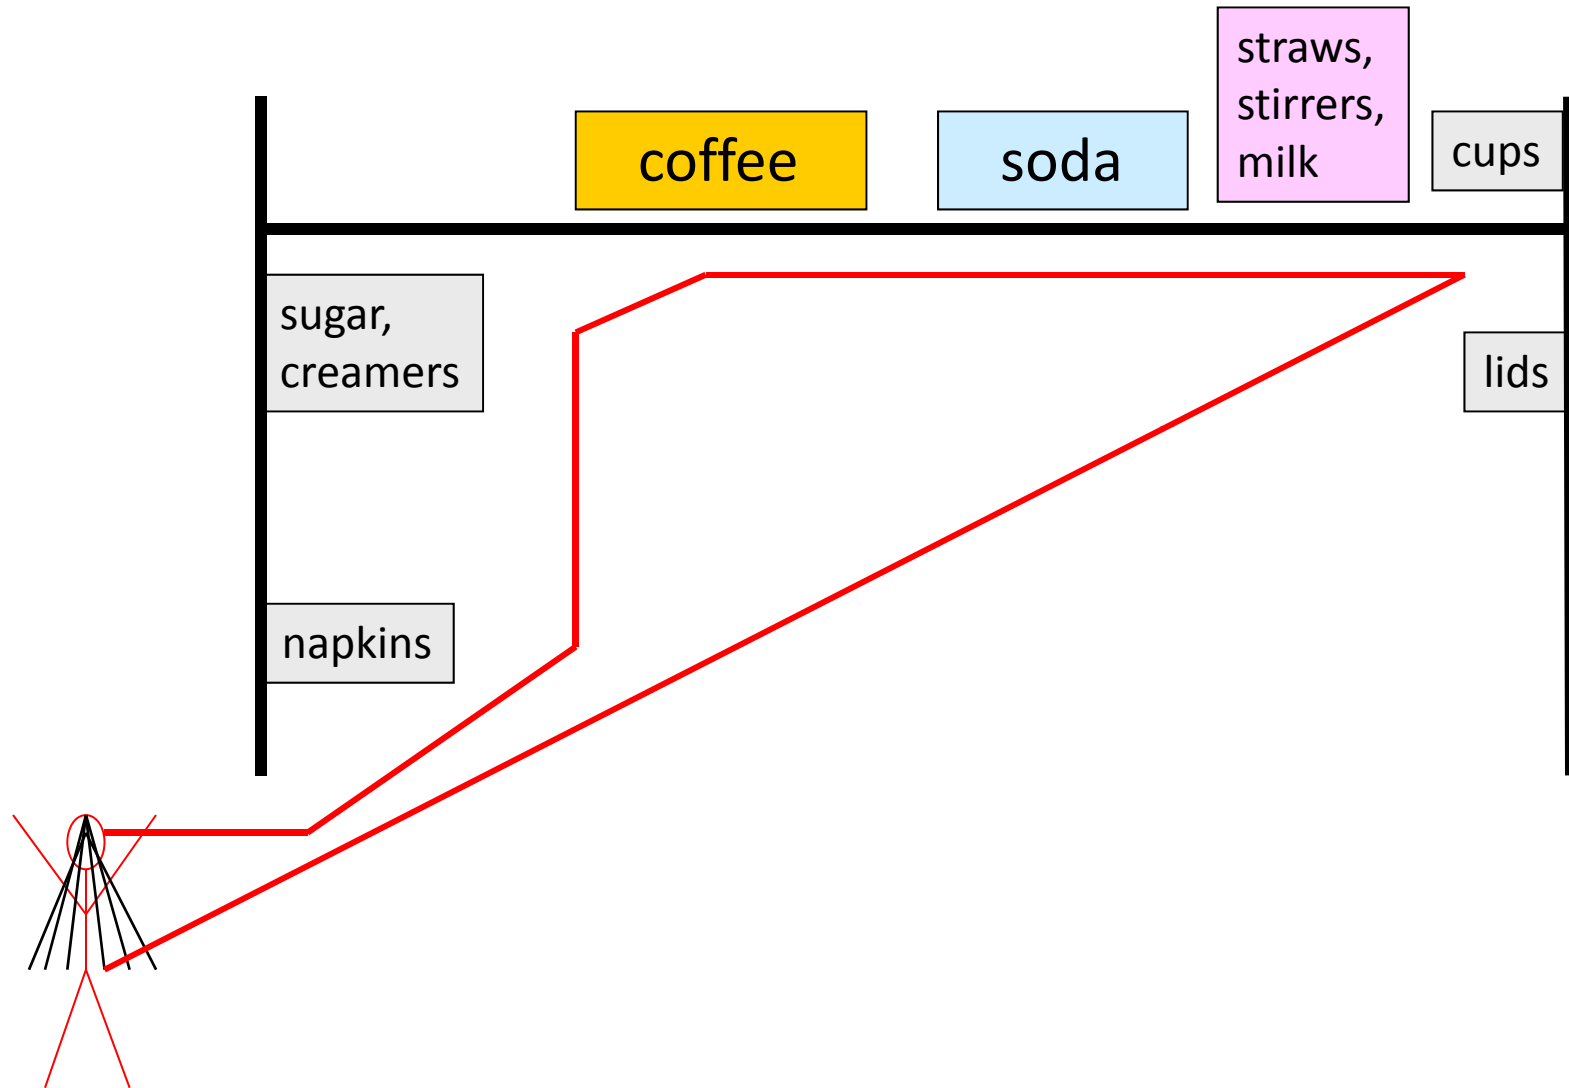 straws,
stirrers,
milk
coffee
soda
cups
sugar,
creamers
lids
napkins